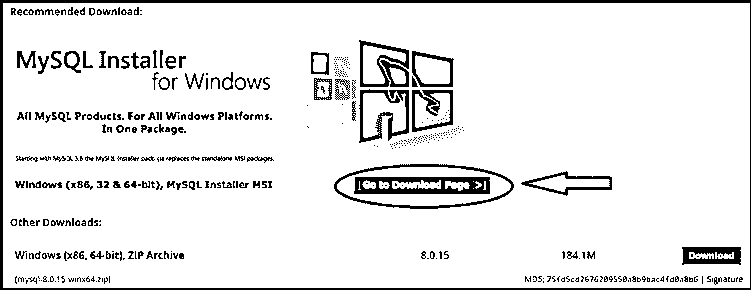 Recommended Download:
MySQL Installer
for Windows
All MySQL Products. For All Windows Platforms.
In One Package.
Starting with MySQL 5.6 the MySQL Installer package replaces the standalone MSI packages.
Windows (x86, 32 & 64-bit), MySQL Installer MSI
Go to Download Page >
Other Downloads:
Windows (x86, 64-bit), ZIP Archive
8.0.15
184.1M
Download
(mysql-8.0.15-winx64.zip)
MD5: | Signature